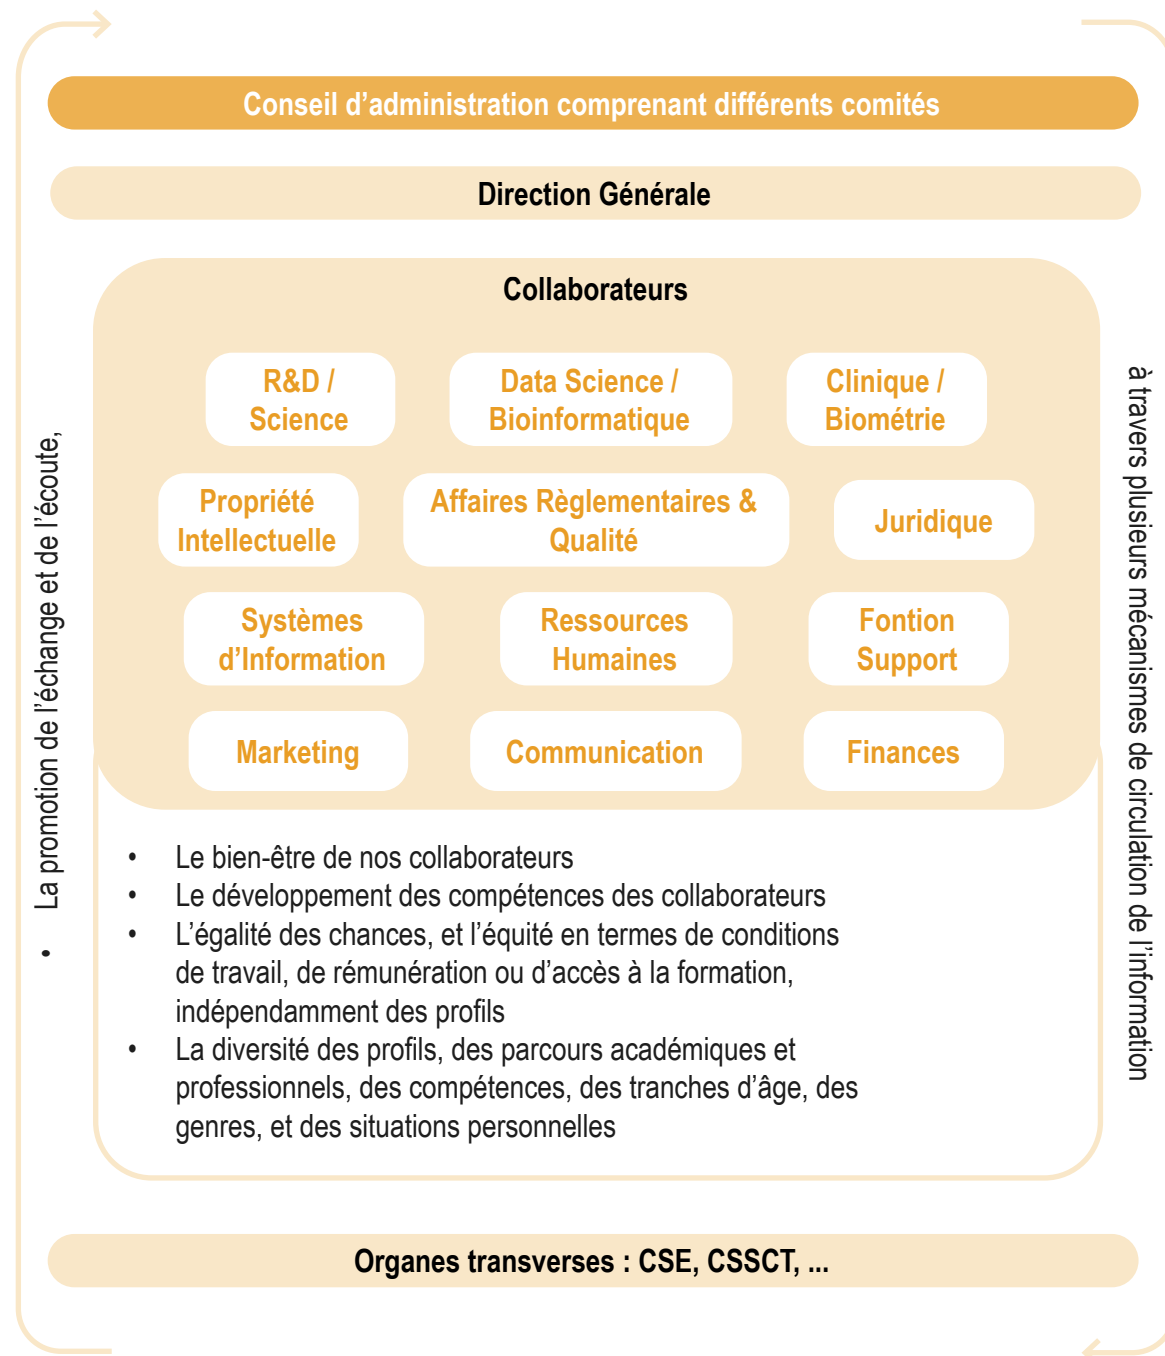 Conseil d’administration comprenant différents comités
Direction Générale
Collaborateurs
R&D /
Science
Data Science /
Bioinformatique
Clinique /
Biométrie
Propriété
Intellectuelle
Affaires Règlementaires &
Qualité
Juridique
Systèmes
d’Information
Ressources
Humaines
Fontion
Support
Marketing
Communication
Finances
• Le bien-être de nos collaborateurs
• Le développement des compétences des collaborateurs
• L’égalité des chances, et l’équité en termes de conditions
de travail, de rémunération ou d’accès à la formation,
indépendamment des profils
• La diversité des profils, des parcours académiques et
professionnels, des compétences, des tranches d’âge, des
genres, et des situations personnelles
• La promotion de l’échange et de l’écoute,
à travers plusieurs mécanismes de circulation de l’information
Organes transverses : CSE, CSSCT, ...